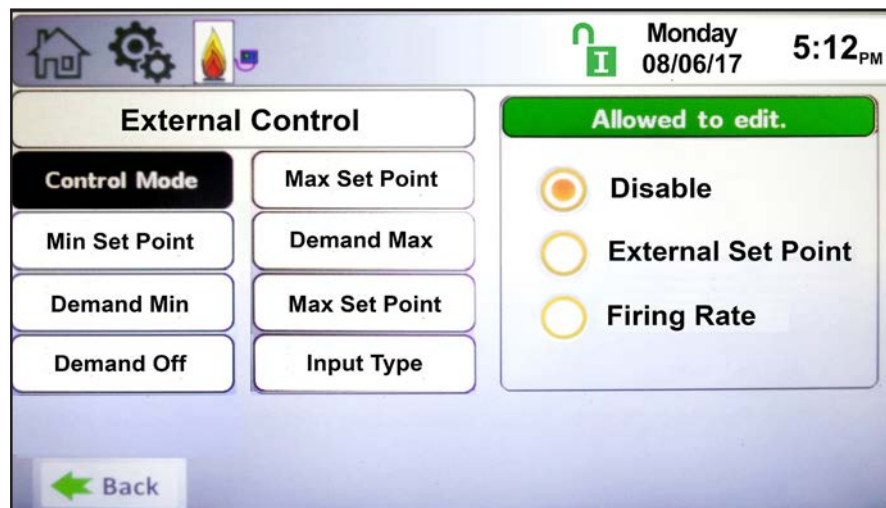 I
Monday
08/06/17
5:12PM
External Control
Allowed to edit.
Control Mode
Max Set Point
Min Set Point
Demand Max
Demand Min
Max Set Point
Demand Off
Input Type
Disable
External Set Point
Firing Rate
Back